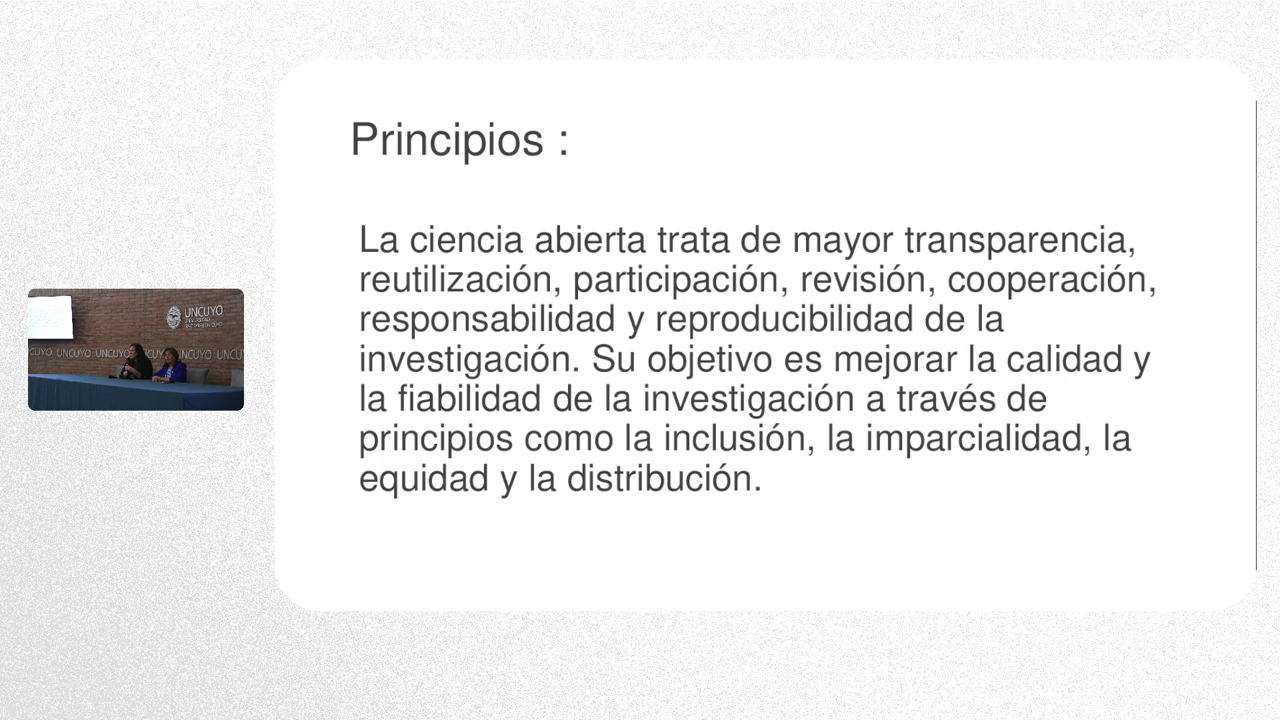 Principios :
La ciencia abierta trata de mayor transparencia,
reutilización, participación, revisión, cooperación,
responsabilidad y reproducibilidad de la
investigación. Su objetivo es mejorar la calidad y
la fiabilidad de la investigación a través de
principios como la inclusión, la imparcialidad, la
equidad y la distribución.
UNCUYO
UNCUYO UNCUYO